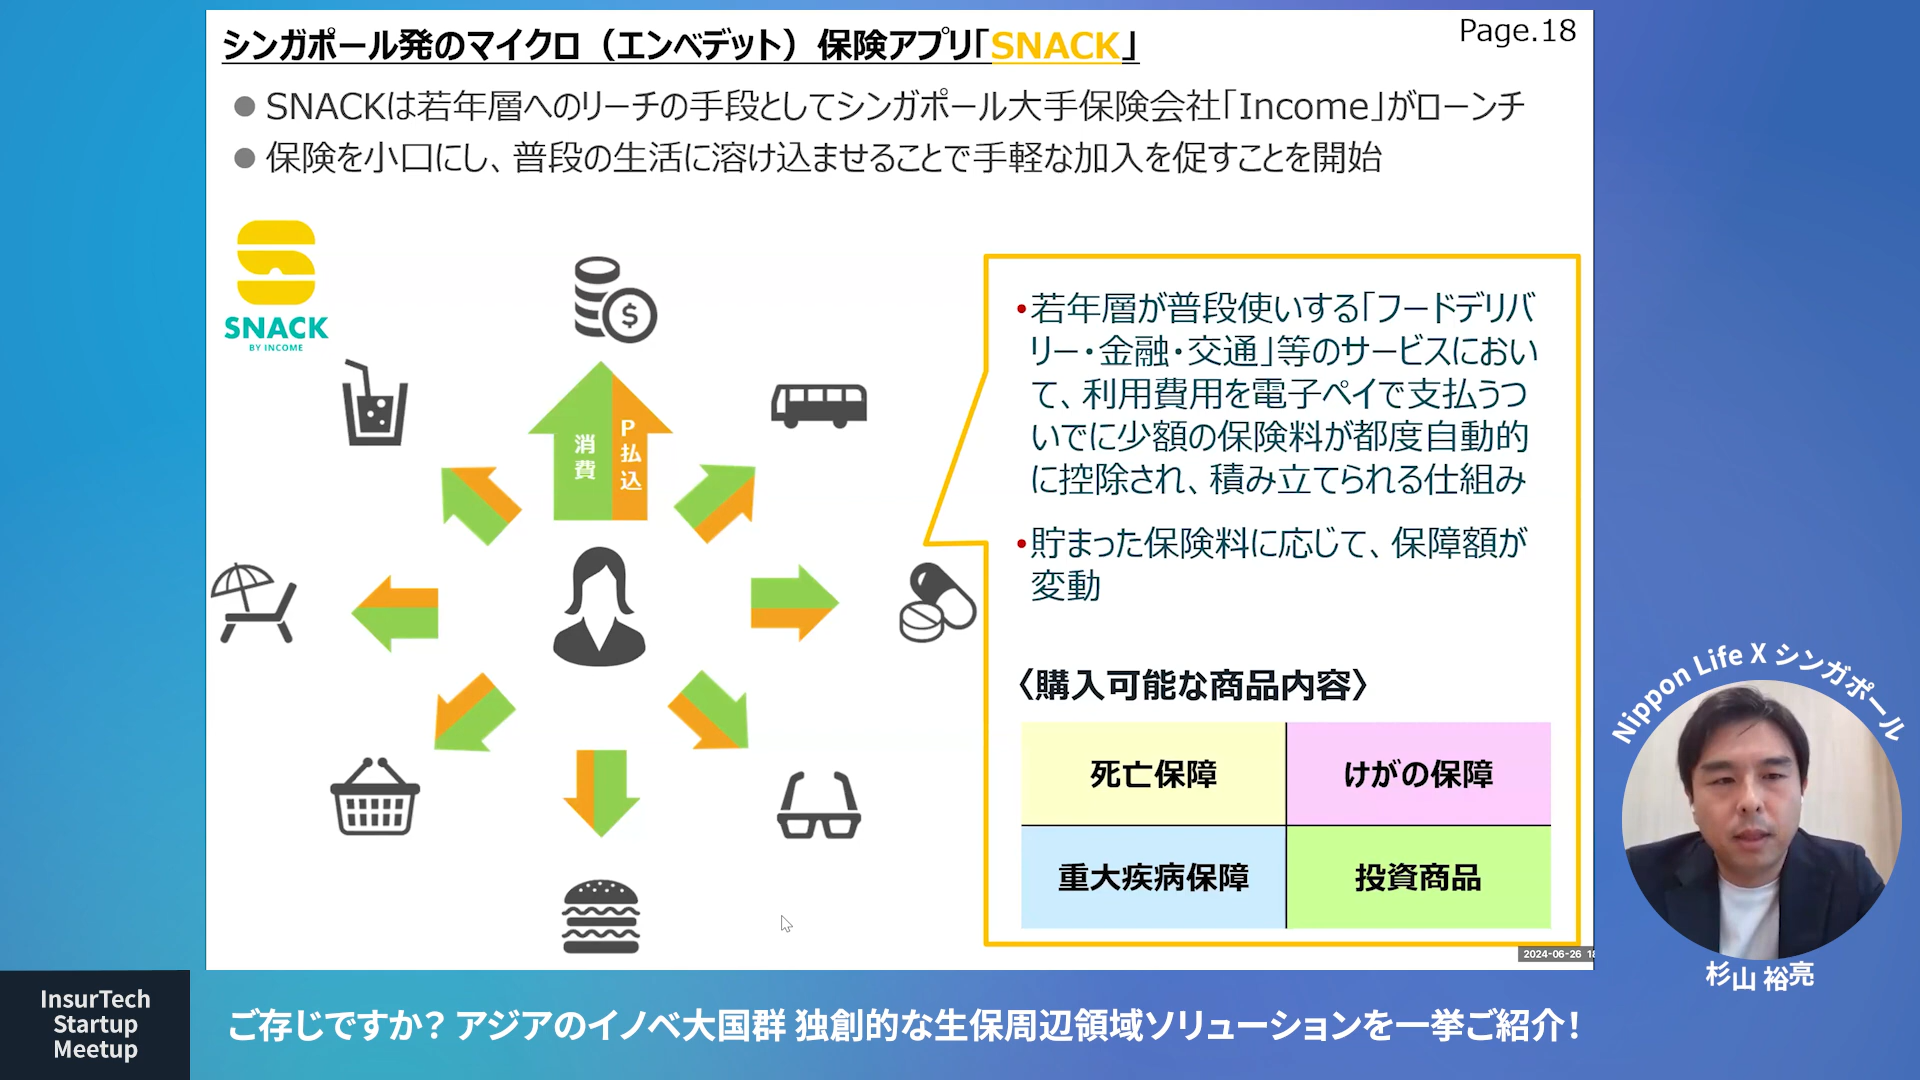 シンガポール発のマイクロ（エンベデット）保険アプリ「SNACK」
Page.18
● SNACKは若年層へのリーチの手段としてシンガポール大手保険会社「Income」がローンチ
● 保険を小口にし、普段の生活に溶け込ませることで手軽な加入を促すことを開始
SNACK
BY INCOME
消費
P払込
•若年層が普段使いする「フードデリバ
リー・金融・交通」等のサービスにおい
て、利用費用を電子ペイで支払うつ
いでに少額の保険料が都度自動的
に控除され、積み立てられる仕組み
•貯まった保険料に応じて、保障額が
変動
〈購入可能な商品内容〉
死亡保障
けがの保障
重大疾病保障
投資商品
2024-06-26
Nippon Life X シンガポール
杉山 裕亮
InsurTech
Startup
Meetup
ご存じですか？ アジアのイノベ大国群 独創的な生保周辺領域ソリューションを一挙ご紹介！